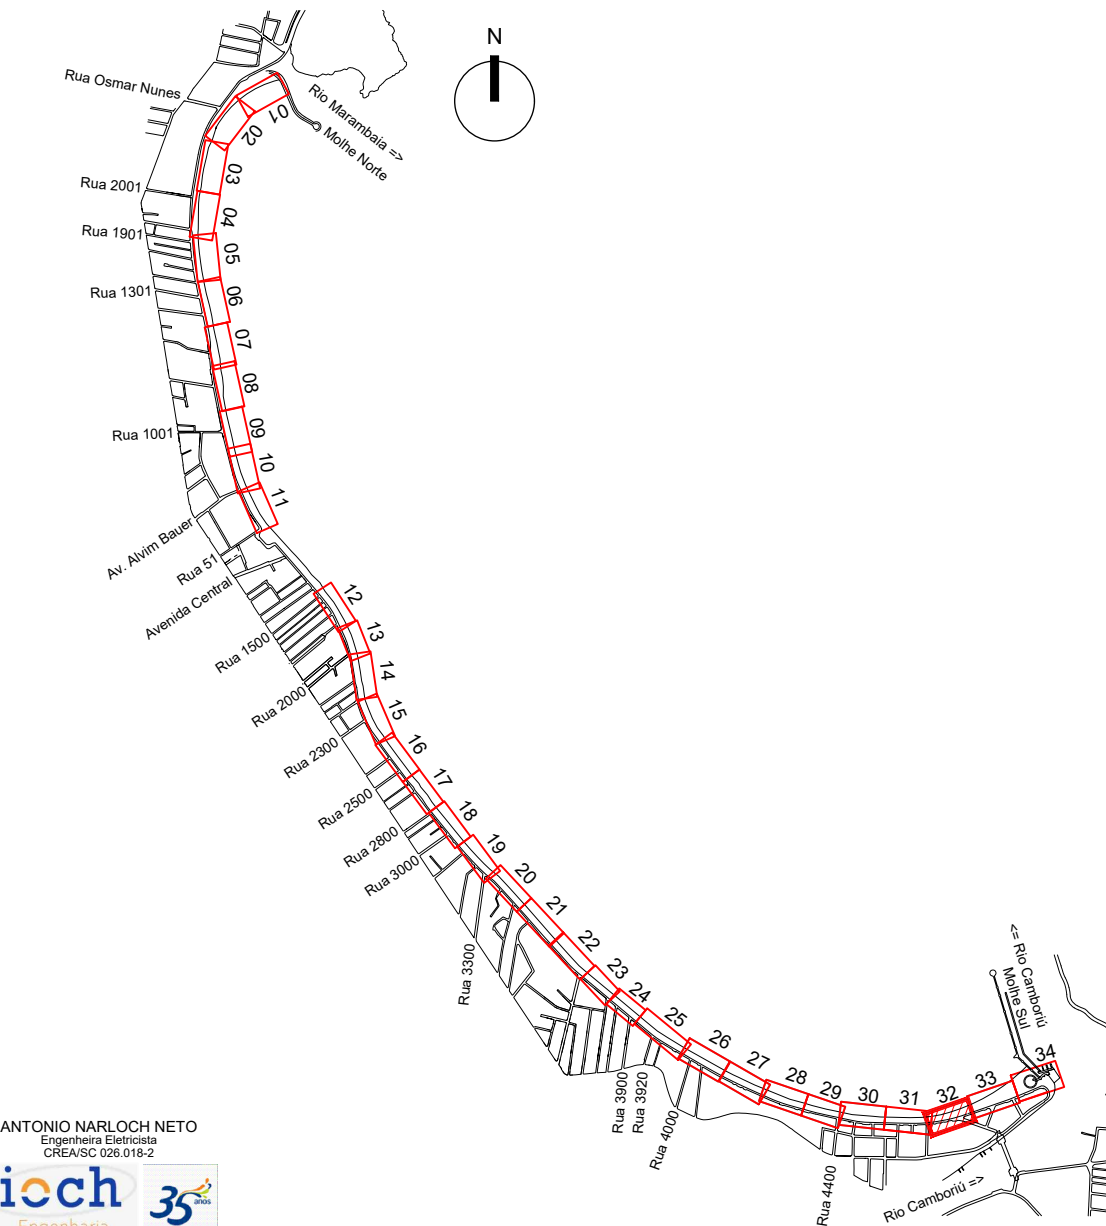 N
Rua Osmar Nunes
Rio Marambaia =>
Molhe Norte
01
02
03
Rua 2001
04
Rua 1901
05
Rua 1301
06
07
08
Rua 1001
09
10
11
Av. Alvim Bauer
Rua 51
Avenida Central
12
Rua 1500
13
14
Rua 2000
15
Rua 2300
16
17
Rua 2500
18
Rua 2800
19
Rua 3000
20
21
Rua 3300
22
23
24
25
26
27
28
29
30
31
32
33
34
<= Rio Camboriú
Molhe Sul
Rua 3900
Rua 3920
Rua 4000
Rua 4400
Rio Camboriú =>
ANTONIO NARLOCH NETO
Engenheira Eletricista
CREA/SC 026.018-2
ioch
Engenharia
35 anos